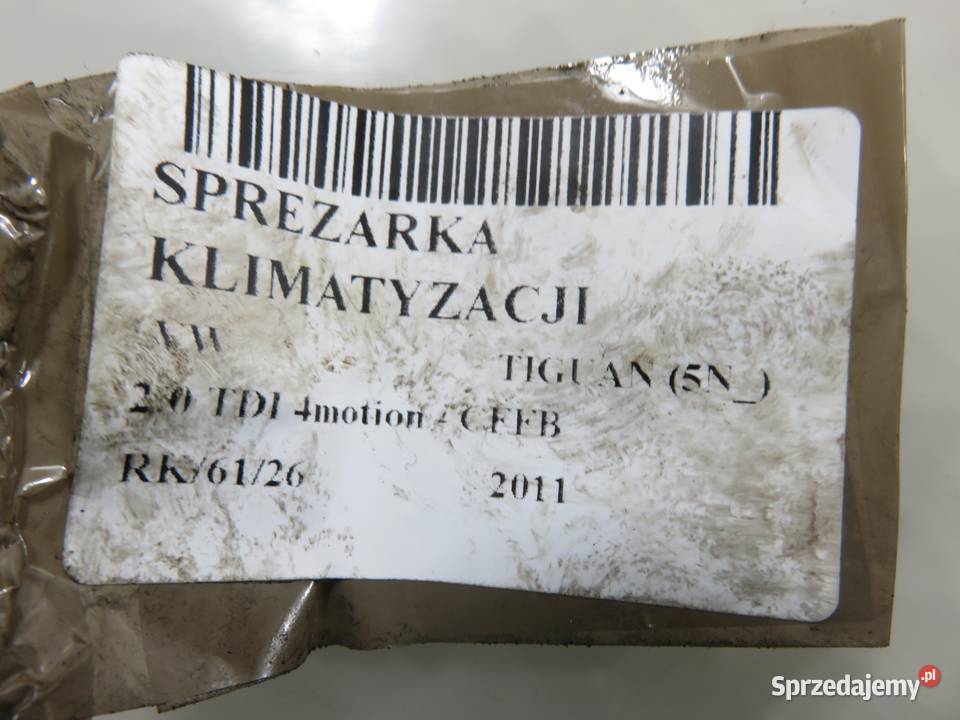 SPREZARKA
KLIMATYZACJI
VW
TIGUAN (5N_)
2.0 TDI 4motion - CFFB
RK/61/26 2011
Sprzedajemy.pl